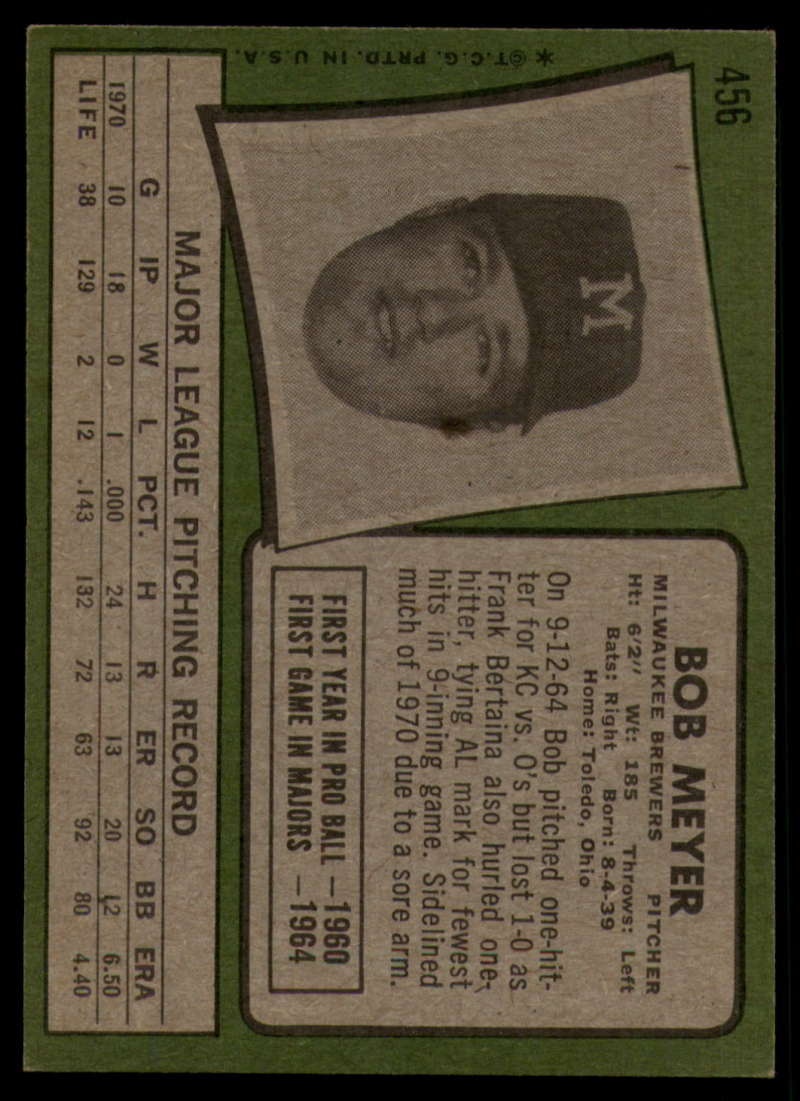 456
✶©T.C.G. PRTD. IN U.S.A.
M
BOB MEYER
MILWAUKEE BREWERS PITCHER
Ht: 6'2" Wt: 185 Throws: Left
Bats: Right Born: 8-4-39
Home: Toledo, Ohio
On 9-12-64 Bob pitched one-hit-
ter for KC vs. O's but lost 1-0 as
Frank Bertaina also hurled one-
hitter, tying AL mark for fewest
hits in 9-inning game. Sidelined
much of 1970 due to a sore arm.
FIRST YEAR IN PRO BALL —1960
FIRST GAME IN MAJORS —1964
MAJOR LEAGUE PITCHING RECORD
G IP W L PCT. H R ER SO BB ERA
1970 10 18 0 1 .000 24 13 13 20 12 6.50
LIFE 38 129 2 12 .143 132 72 63 92 80 4.40